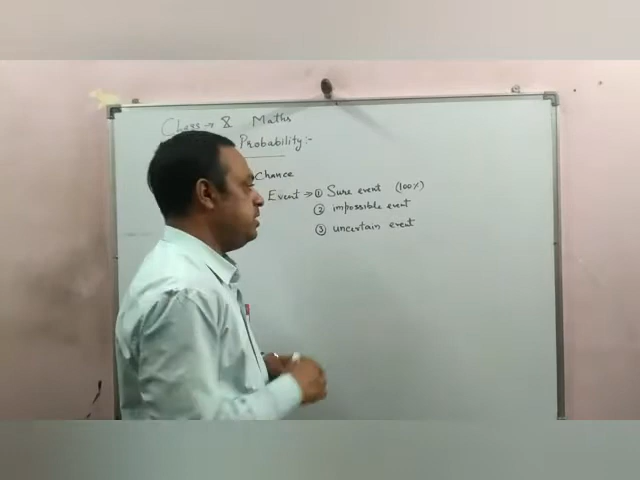 Class → 8 Maths
Probability:-
Chance
Event → ① Sure event (100%)
② impossible event
③ uncertain event